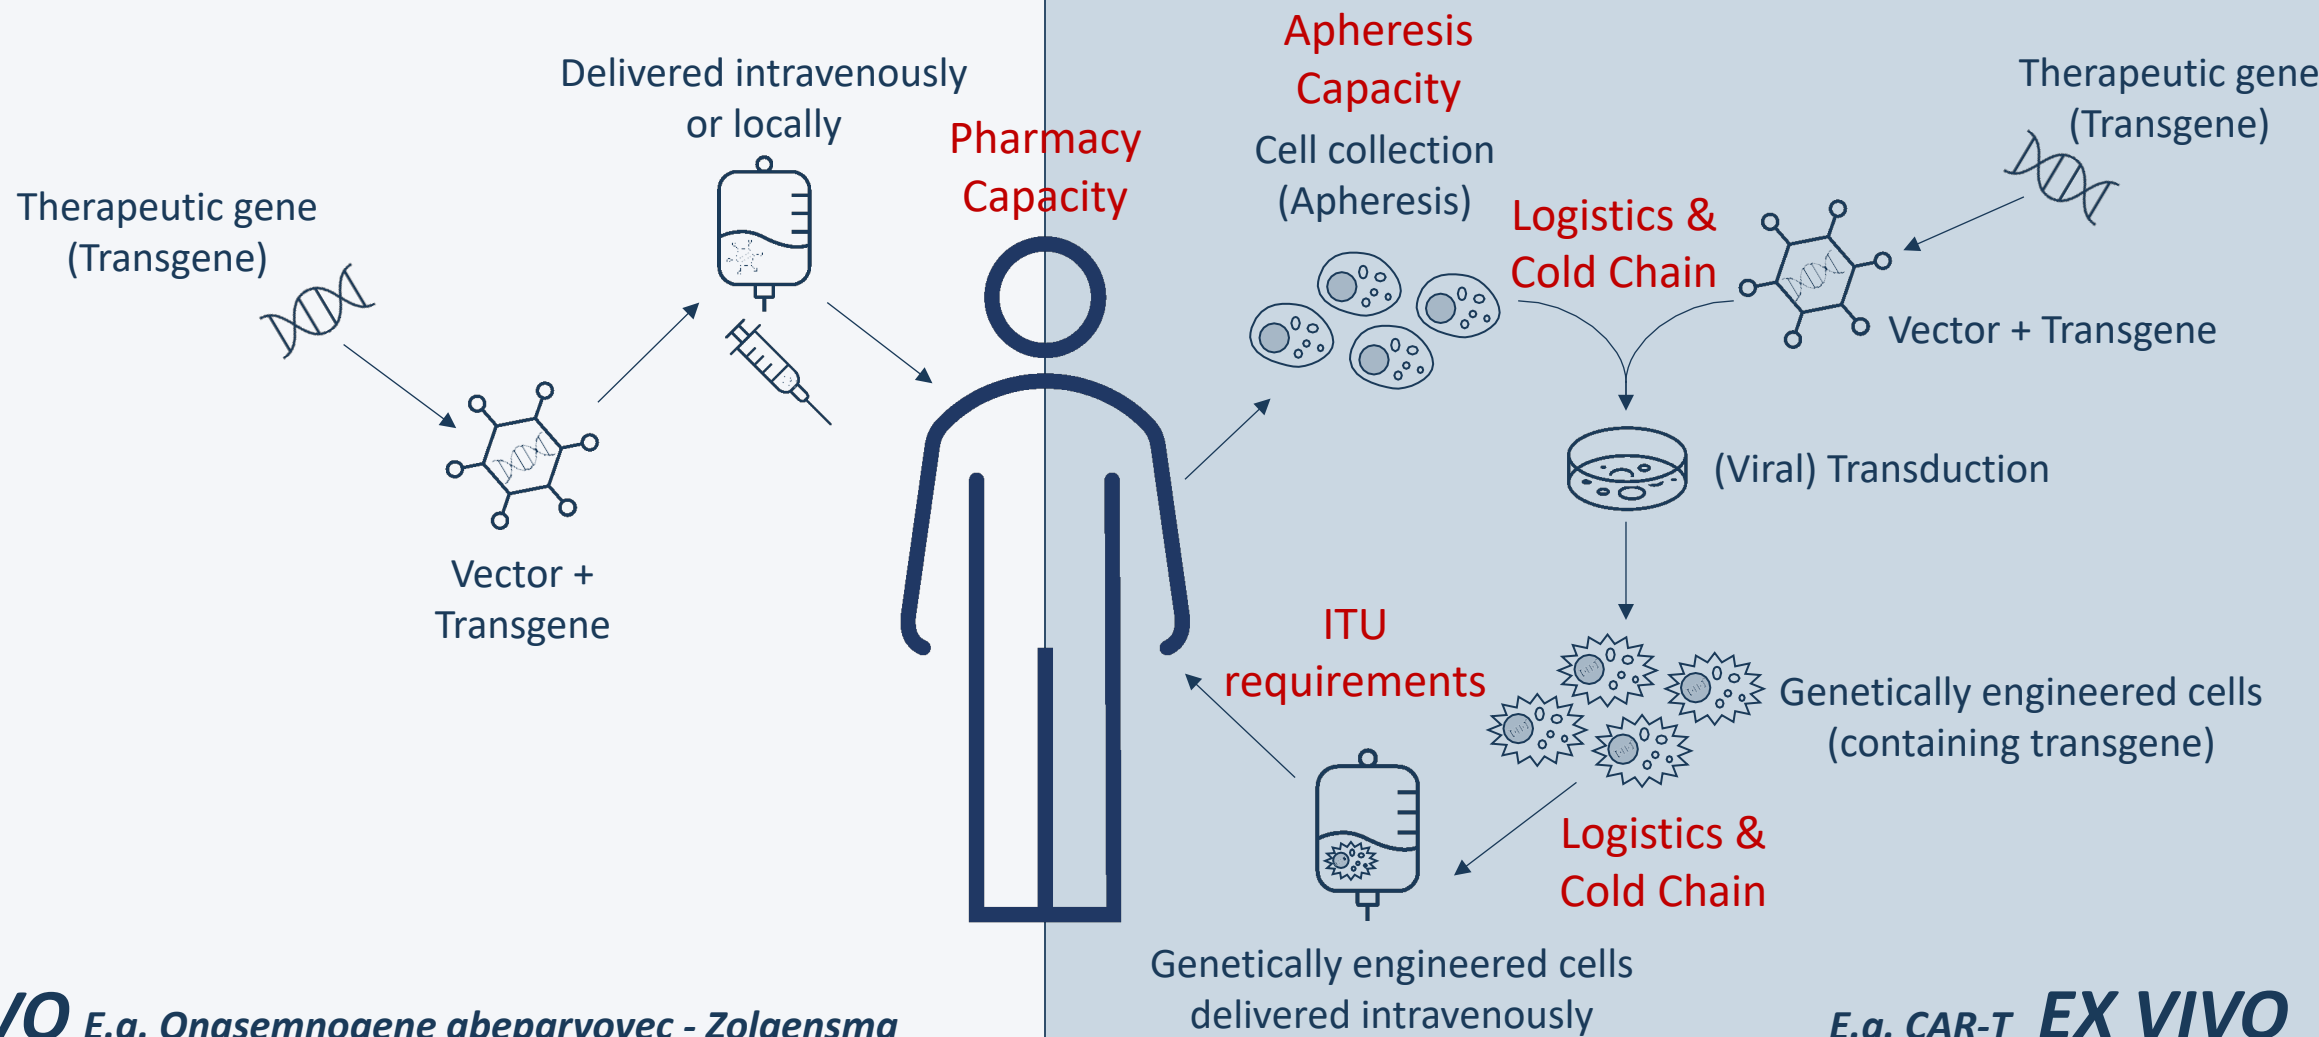 Therapeutic gene
(Transgene)
Vector +
Transgene
Delivered intravenously
or locally
Pharmacy
Capacity
Apheresis
Capacity
Cell collection
(Apheresis)
Logistics &
Cold Chain
Therapeutic gene
(Transgene)
Vector + Transgene
(Viral) Transduction
Genetically engineered cells
(containing transgene)
Logistics &
Cold Chain
ITU
requirements
Genetically engineered cells
delivered intravenously
VO E.g. Onasemnogene abeparvovec - Zolgensma
E.g. CAR-T EX VIVO